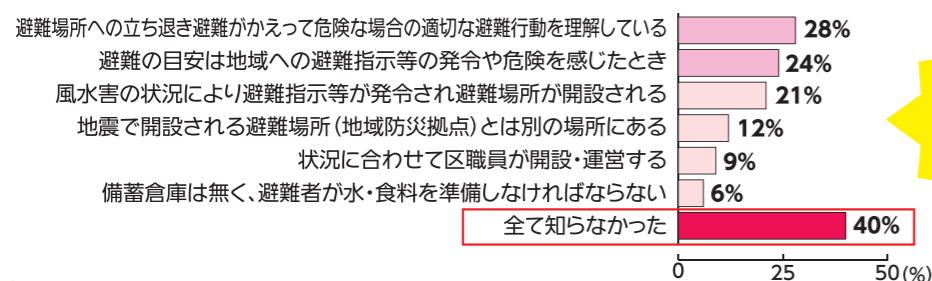 避難場所への立ち退き避難がかえって危険な場合の適切な避難行動を理解している 28%
避難の目安は地域への避難指示等の発令や危険を感じたとき 24%
風水害の状況により避難指示等が発令され避難場所が開設される 21%
地震で開設される避難場所(地域防災拠点)とは別の場所にある 12%
状況に合わせて区職員が開設・運営する 9%
備蓄倉庫は無く、避難者が水・食料を準備しなければならない 6%
全て知らなかった 40%
0 25 50(%)